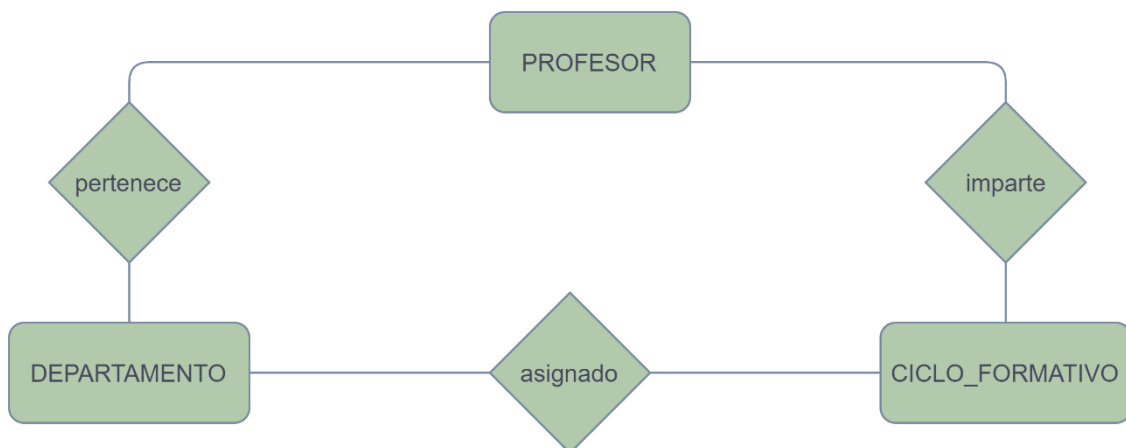 PROFESOR
pertenece
imparte
DEPARTAMENTO
asignado
CICLO_FORMATIVO